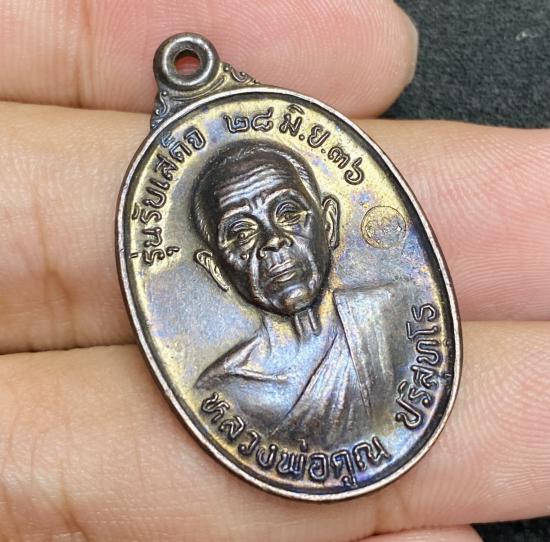 รุ่นรับเสด็จ ๒๘ มิ.ย.๓๖
หลวงพ่อคูณ ปริสุทฺโธ